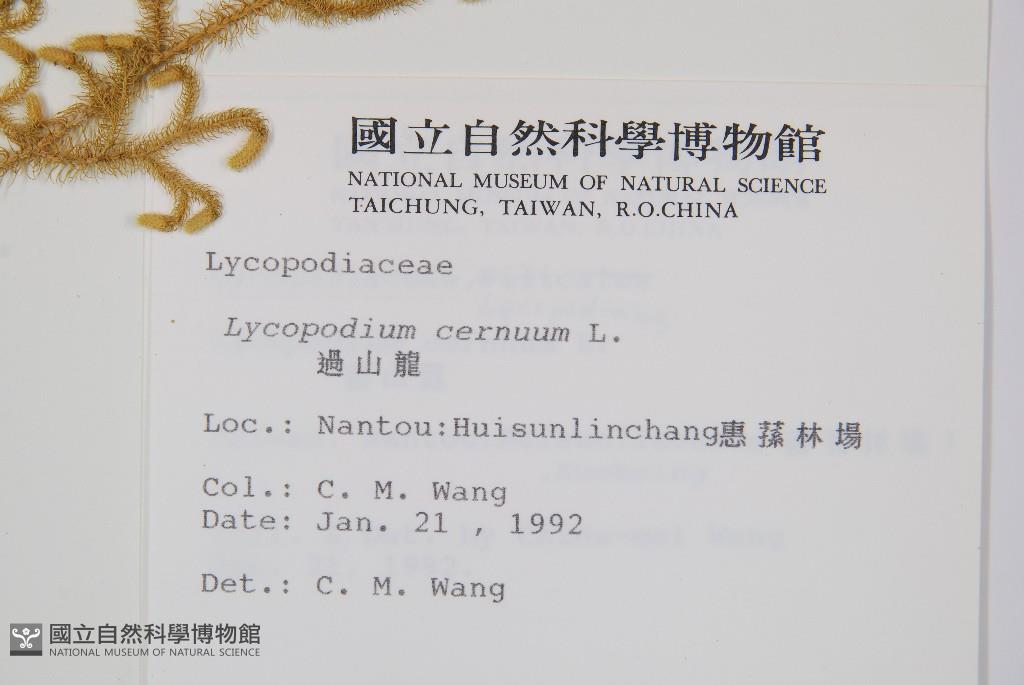 國立自然科學博物館
NATIONAL MUSEUM OF NATURAL SCIENCE
TAICHUNG, TAIWAN, R.O.CHINA
Lycopodiaceae
Lycopodium cernuum L.
過山龍
Loc.: Nantou:Huisunlinchang惠蓀林場
Col.: C. M. Wang
Date: Jan. 21 , 1992
Det.: C. M. Wang
國立自然科學博物館
NATIONAL MUSEUM OF NATURAL SCIENCE